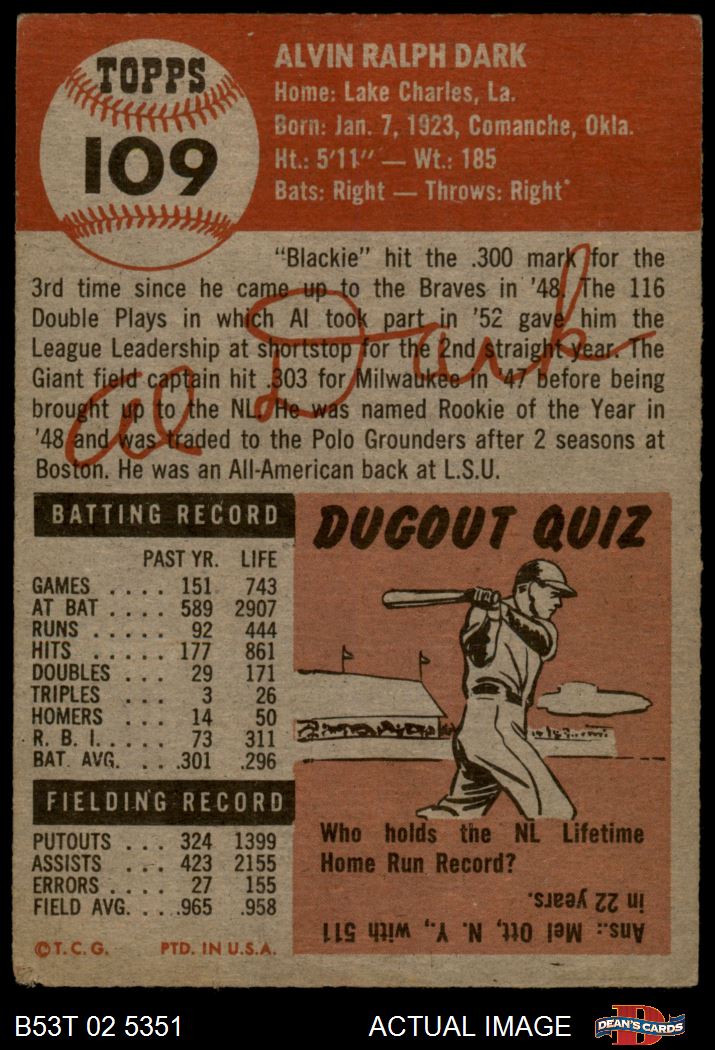 TOPPS
109
ALVIN RALPH DARK
Home: Lake Charles, La.
Born: Jan. 7, 1923, Comanche, Okla.
Ht.: 5'11" — Wt.: 185
Bats: Right — Throws: Right
"Blackie" hit the .300 mark for the
3rd time since he came up to the Braves in '48. The 116
Double Plays in which Al took part in '52 gave him the
League Leadership at shortstop for the 2nd straight year. The
Giant field captain hit .303 for Milwaukee in '47 before being
brought up to the NL. He was named Rookie of the Year in
'48 and was traded to the Polo Grounders after 2 seasons at
Boston. He was an All-American back at L.S.U.
Al Dark
BATTING RECORD
PAST YR. LIFE
GAMES .... 151 743
AT BAT .... 589 2907
RUNS ..... 92 444
HITS ..... 177 861
DOUBLES ... 29 171
TRIPLES ... 3 26
HOMERS ... 14 50
R. B. I. .... 73 311
BAT. AVG. ... .301 .296
FIELDING RECORD
PUTOUTS ... 324 1399
ASSISTS ... 423 2155
ERRORS .... 27 155
FIELD AVG. ... .965 .958
©T.C.G. PTD. IN U.S.A.
DUGOUT QUIZ
Who holds the NL Lifetime
Home Run Record?
Ans.: Mel Ott, N. Y., with 511
in 22 years.
B53T 02 5351
ACTUAL IMAGE
D
DEAN'S CARDS